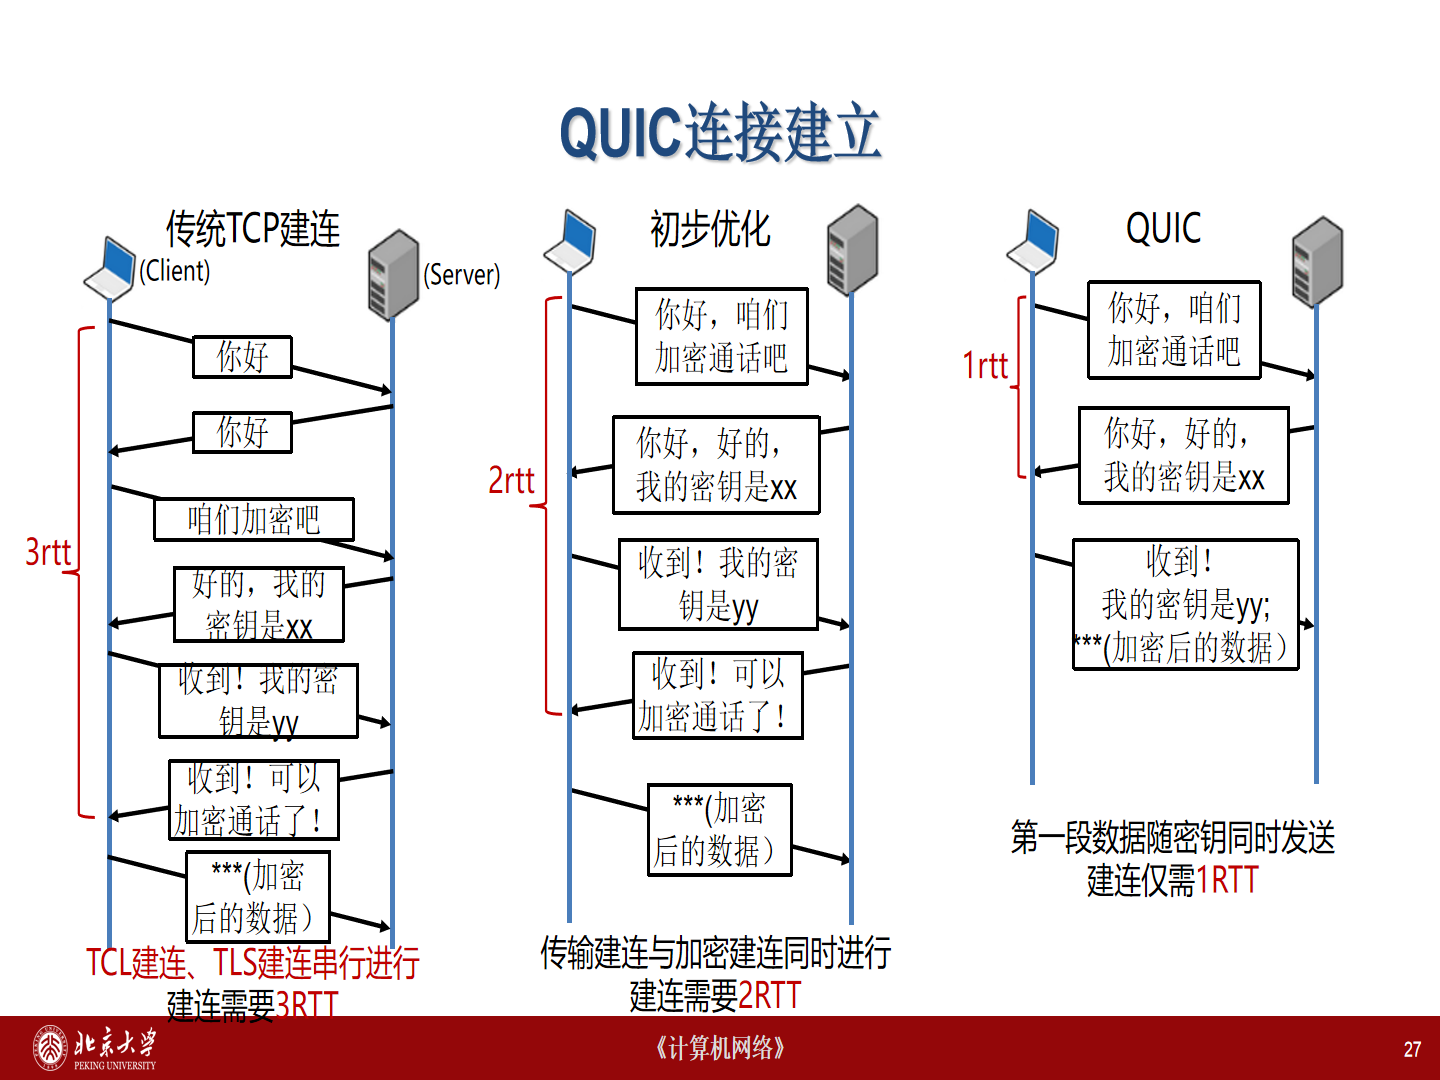 QUIC连接建立
传统TCP建连
(Client)
(Server)
你好
你好
咱们加密吧
好的，我的
密钥是xx
收到！我的密
钥是yy
收到！可以
加密通话了！
***(加密
后的数据）
3rtt
TCL建连、TLS建连串行进行
建连需要3RTT
初步优化
你好，咱们
加密通话吧
你好，好的，
我的密钥是xx
收到！我的密
钥是yy
收到！可以
加密通话了！
***(加密
后的数据）
2rtt
传输建连与加密建连同时进行
建连需要2RTT
QUIC
你好，咱们
加密通话吧
你好，好的，
我的密钥是xx
收到！
我的密钥是yy;
***(加密后的数据）
1rtt
第一段数据随密钥同时发送
建连仅需1RTT
北京大学
PEKING UNIVERSITY
《计算机网络》
27